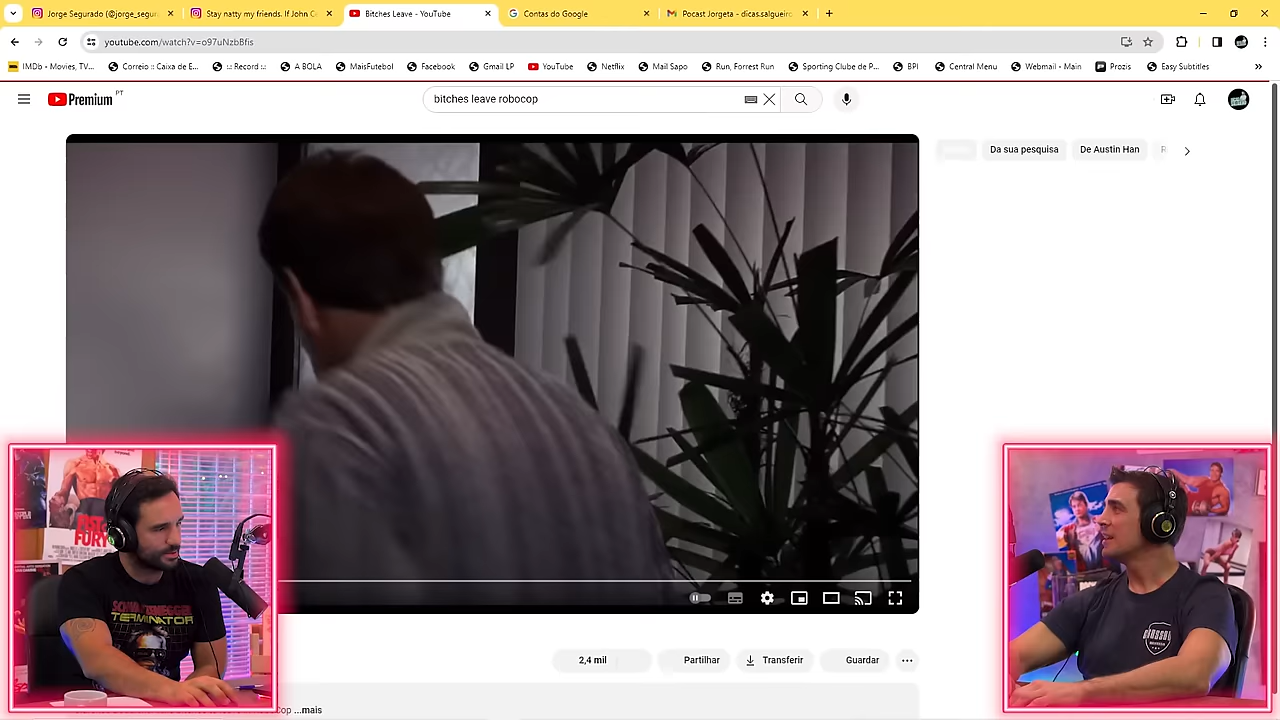 Jorge Segurado (@jorge_segur
Stay natty my friends. If John C
Bitches Leave - YouTube
Contas do Google
Pocas Jorgeta - dicas.salgueiro
youtube.com/watch?v=o97uNzbBfis
IMDb • Movies, TV...
Correio :: Caixa de E...
::: Record :::
A BOLA
MaisFutebol
Facebook
Gmail LP
YouTube
Netflix
Mail Sapo
Run, Forrest Run
Sporting Clube de P...
BPI
Central Menu
Webmail • Main
Prozis
Easy Subtitles
Premium PT
bitches leave robocop
Da sua pesquisa
De Austin Han
FIST
FURY
SCHWARZENEGGER
TERMINATOR
2,4 mil
Partilhar
Transferir
Guardar
...mais